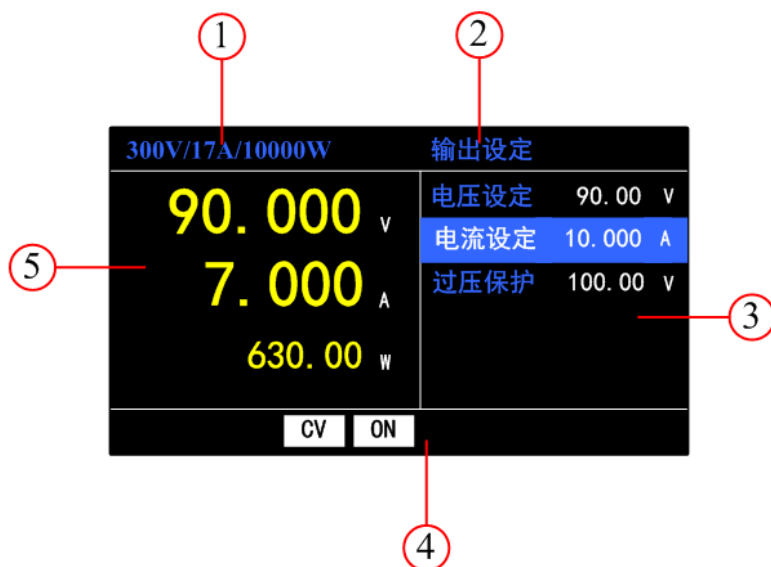 1
2
300V/17A/10000W
输出设定
90.000 V
7.000 A
630.00 W
电压设定 90.00 V
电流设定 10.000 A
过压保护 100.00 V
5
3
CV ON
4